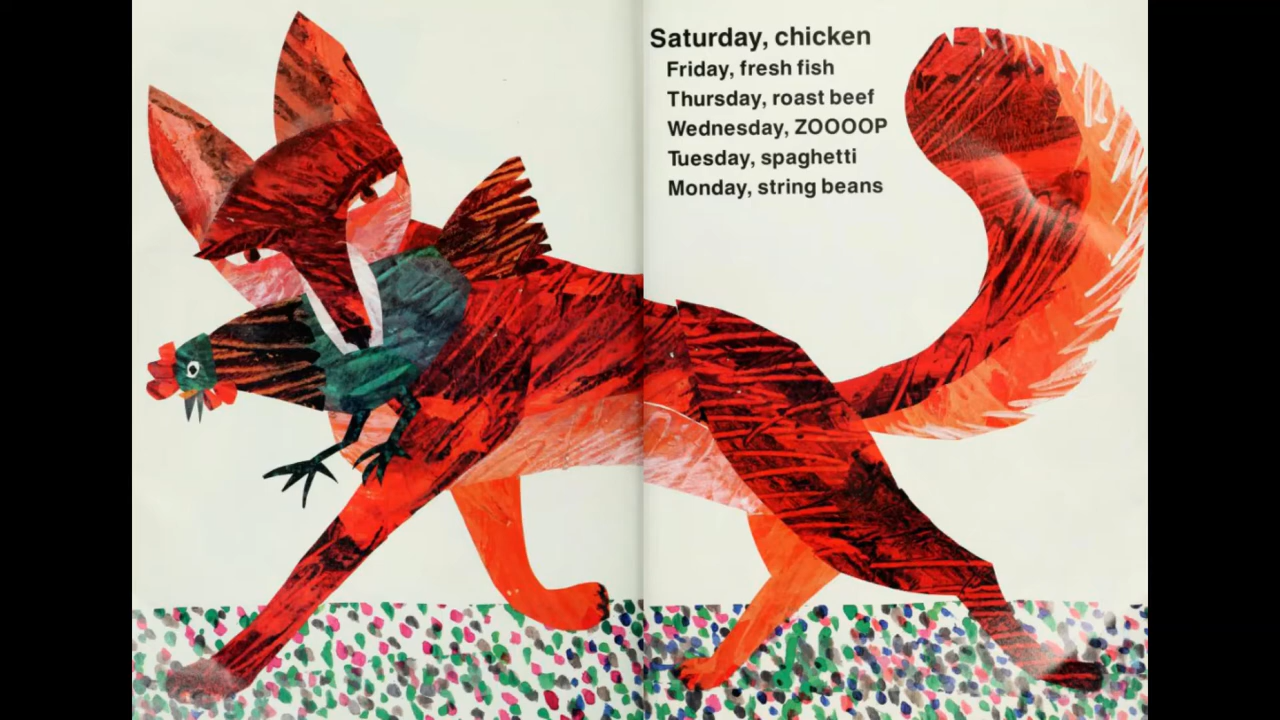 Saturday, chicken
Friday, fresh fish
Thursday, roast beef
Wednesday, ZOOOOP
Tuesday, spaghetti
Monday, string beans